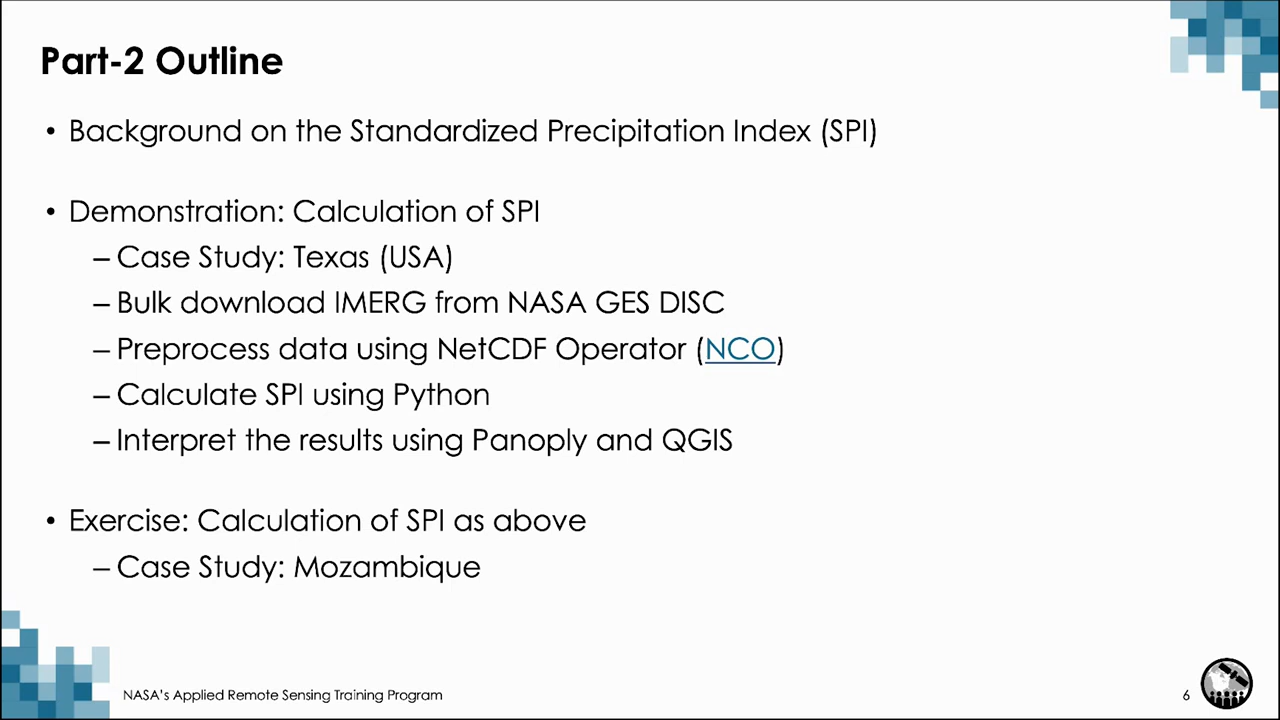 Part-2 Outline
• Background on the Standardized Precipitation Index (SPI)
• Demonstration: Calculation of SPI
– Case Study: Texas (USA)
– Bulk download IMERG from NASA GES DISC
– Preprocess data using NetCDF Operator (NCO)
– Calculate SPI using Python
– Interpret the results using Panoply and QGIS
• Exercise: Calculation of SPI as above
– Case Study: Mozambique
NASA's Applied Remote Sensing Training Program
6